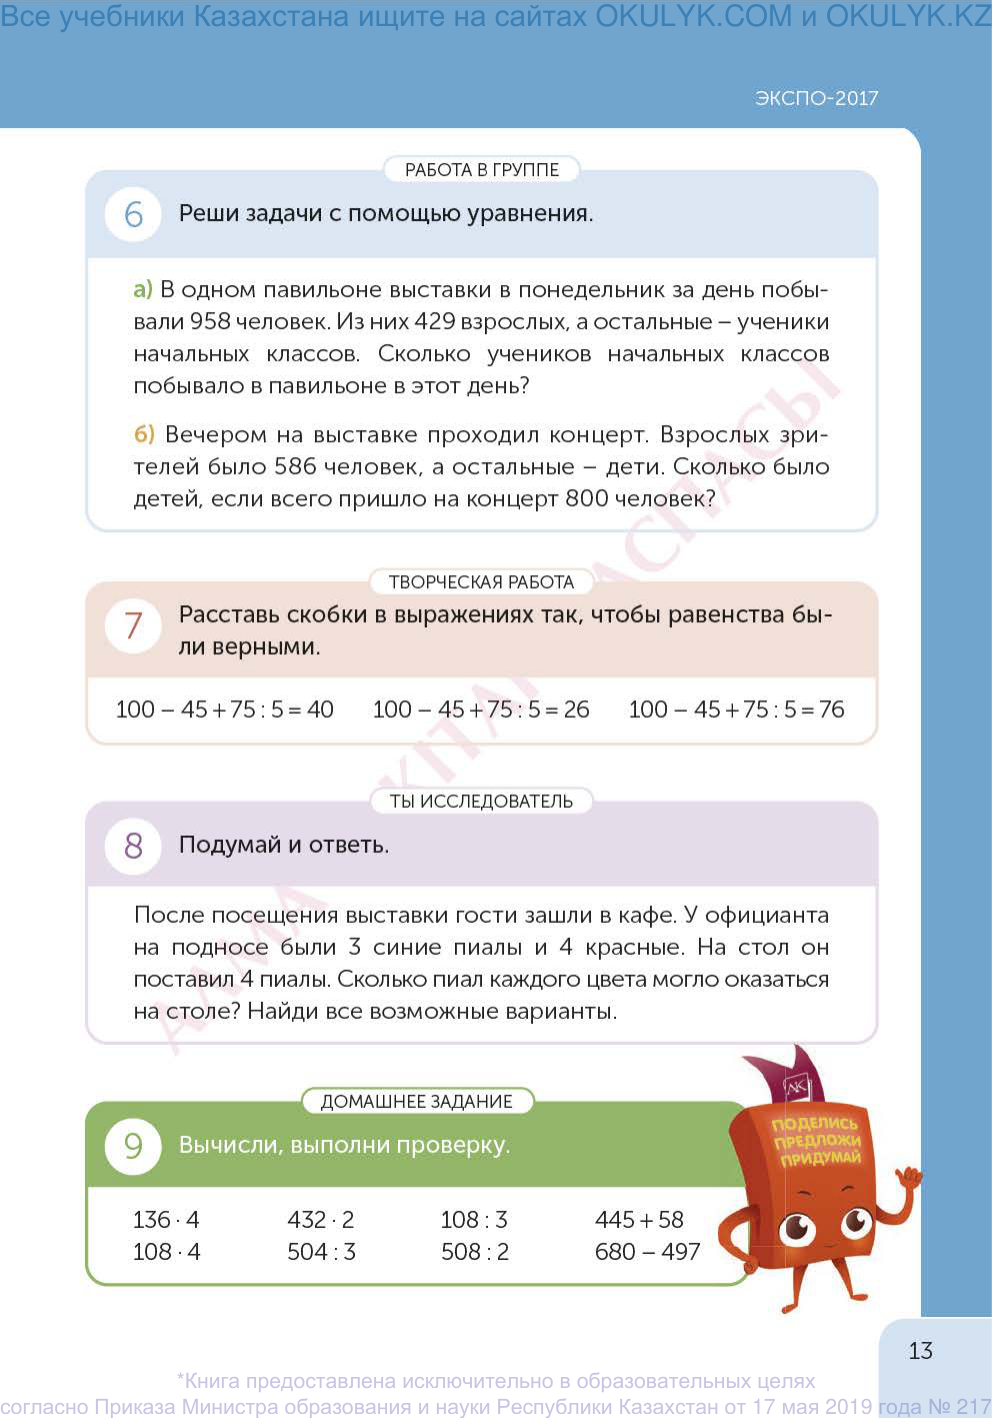 Все учебники Казахстана ищите на сайтах OKULYK.COM и OKULYK.KZ
ЭКСПО-2017
РАБОТА В ГРУППЕ
6 Реши задачи с помощью уравнения.
а) В одном павильоне выставки в понедельник за день побы-
вали 958 человек. Из них 429 взрослых, а остальные – ученики
начальных классов. Сколько учеников начальных классов
побывало в павильоне в этот день?
б) Вечером на выставке проходил концерт. Взрослых зри-
телей было 586 человек, а остальные – дети. Сколько было
детей, если всего пришло на концерт 800 человек?
ТВОРЧЕСКАЯ РАБОТА
7 Расставь скобки в выражениях так, чтобы равенства бы-
ли верными.
100 – 45 + 75 : 5 = 40 100 – 45 + 75 : 5 = 26 100 – 45 + 75 : 5 = 76
ТЫ ИССЛЕДОВАТЕЛЬ
8 Подумай и ответь.
После посещения выставки гости зашли в кафе. У официанта
на подносе были 3 синие пиалы и 4 красные. На стол он
поставил 4 пиалы. Сколько пиал каждого цвета могло оказаться
на столе? Найди все возможные варианты.
ДОМАШНЕЕ ЗАДАНИЕ
9 Вычисли, выполни проверку.
136 · 4 432 · 2 108 : 3 445 + 58
108 · 4 504 : 3 508 : 2 680 – 497
АК
ПОДЕЛИСЬ
ПРЕДЛОЖИ
ПРИДУМАЙ
13
*Книга предоставлена исключительно в образовательных целях
согласно Приказа Министра образования и науки Республики Казахстан от 17 мая 2019 года № 217